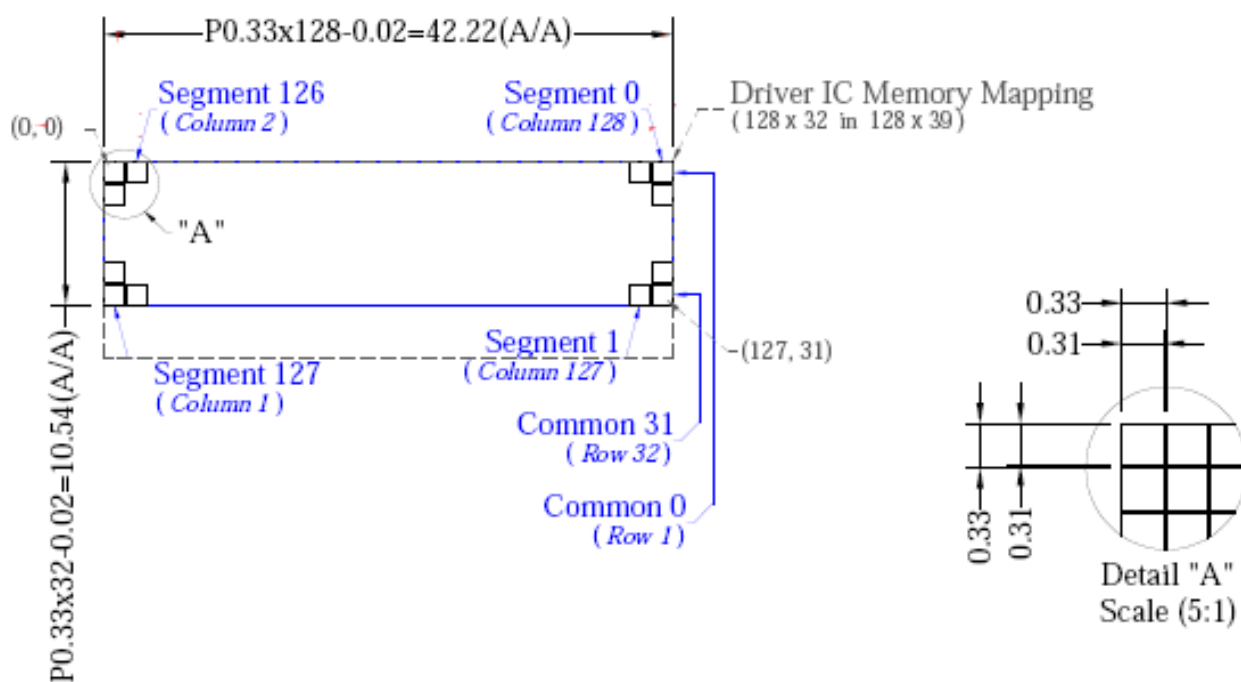 P0.33x128-0.02=42.22(A/A)
Segment 126
( Column 2 )
Segment 0
( Column 128 )
Driver IC Memory Mapping
( 128 x 32 in 128 x 39 )
(0, 0)
"A"
P0.33x32-0.02=10.54(A/A)
Segment 1
( Column 127 )
(127, 31)
Segment 127
( Column 1 )
Common 31
( Row 32 )
Common 0
( Row 1 )
0.33
0.31
0.33
0.31
Detail "A"
Scale (5:1)